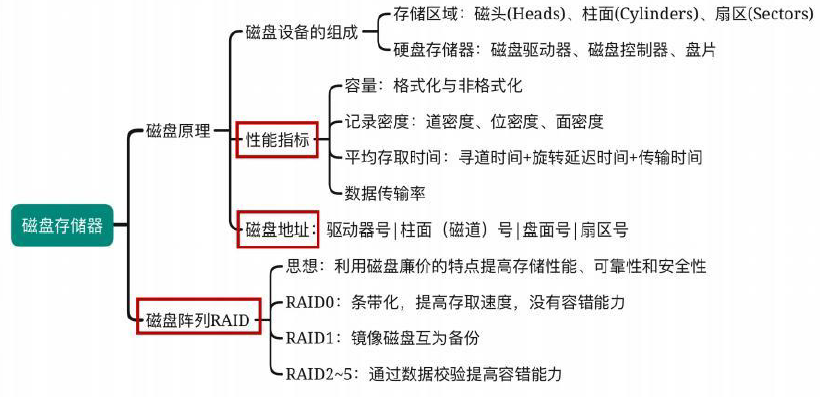 磁盘存储器
磁盘原理
磁盘设备的组成
存储区域：磁头(Heads)、柱面(Cylinders)、扇区(Sectors)
硬盘存储器：磁盘驱动器、磁盘控制器、盘片
性能指标
容量：格式化与非格式化
记录密度：道密度、位密度、面密度
平均存取时间：寻道时间+旋转延迟时间+传输时间
数据传输率
磁盘地址：驱动器号|柱面（磁道）号|盘面号|扇区号
磁盘阵列RAID
思想：利用磁盘廉价的特点提高存储性能、可靠性和安全性
RAID0：条带化，提高存取速度，没有容错能力
RAID1：镜像磁盘互为备份
RAID2~5：通过数据校验提高容错能力